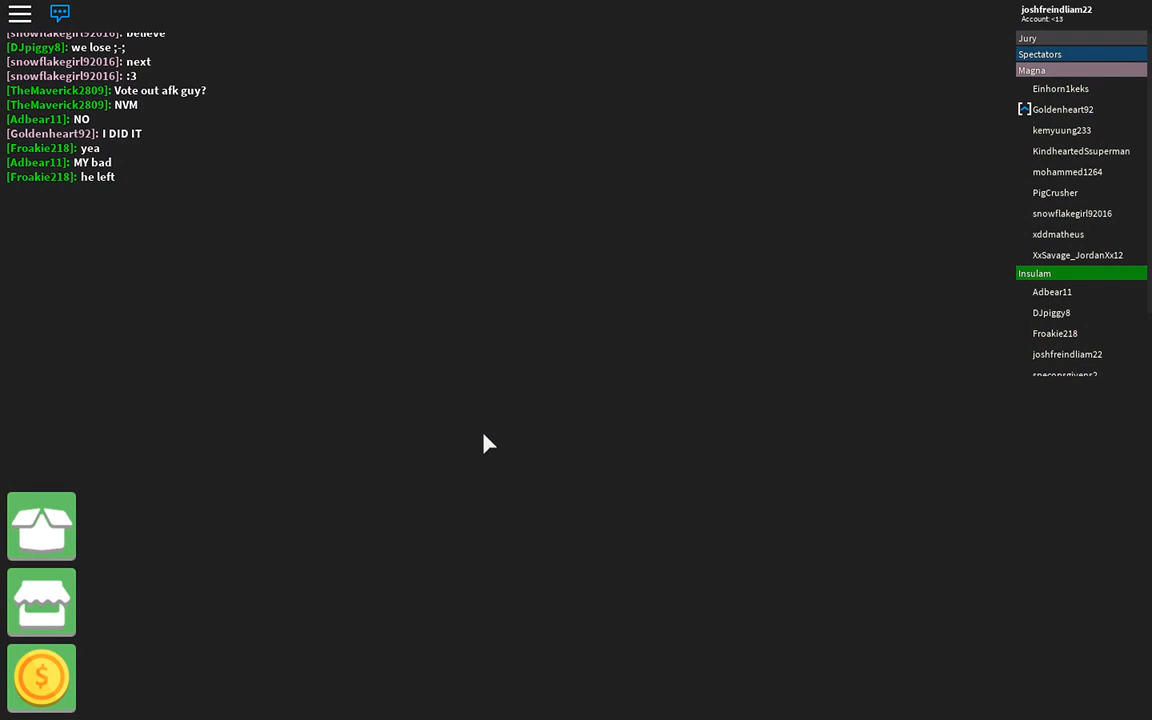 [snowflakegirl92016]: believe
[DJpiggy8]: we lose ;-;
[snowflakegirl92016]: next
[snowflakegirl92016]: :3
[TheMaverick2809]: Vote out afk guy?
[TheMaverick2809]: NVM
[Adbear11]: NO
[Goldenheart92]: I DID IT
[Froakie218]: yea
[Adbear11]: MY bad
[Froakie218]: he left
joshfreindliam22
Account: <13
Jury
Spectators
Magna
Einhorn1keks
Goldenheart92
kemyuung233
KindheartedSsuperman
mohammed1264
PigCrusher
snowflakegirl92016
xddmatheus
XxSavage_JordanXx12
Insulam
Adbear11
DJpiggy8
Froakie218
joshfreindliam22
$